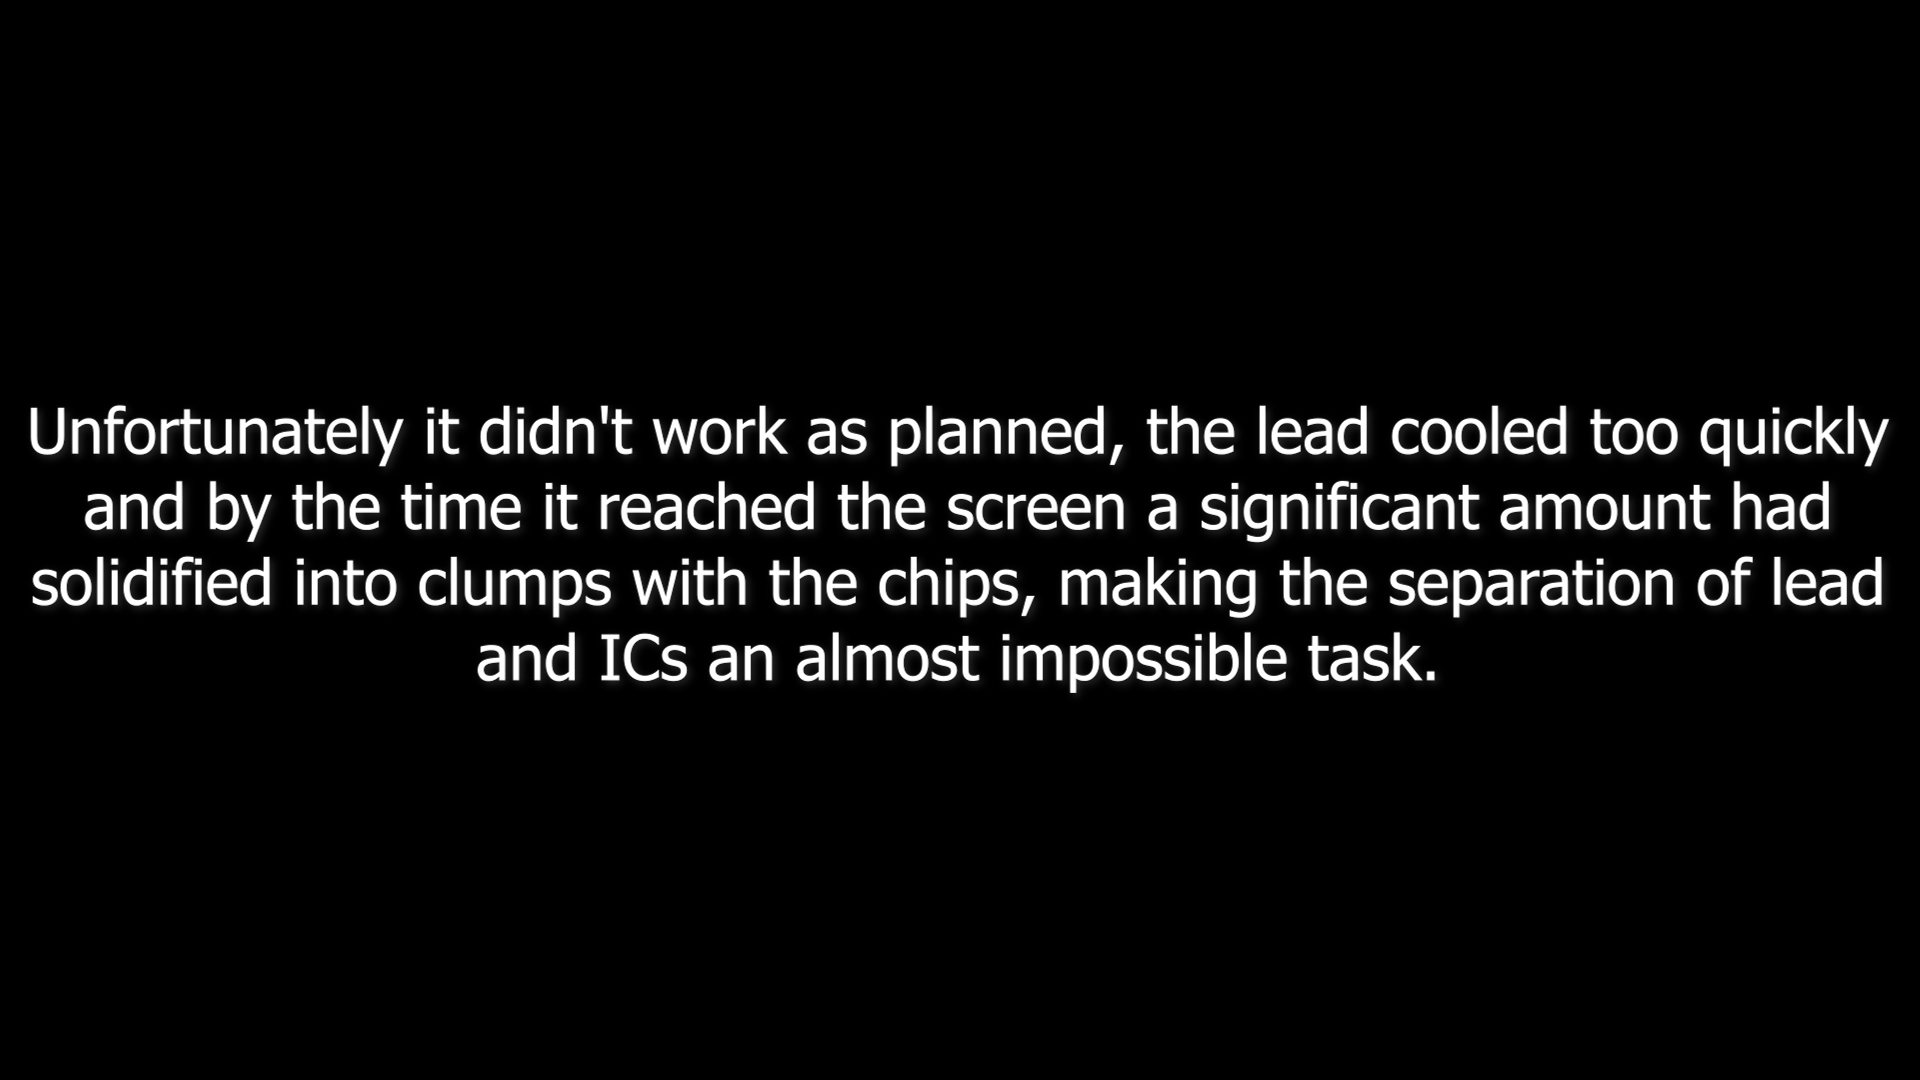 Unfortunately it didn't work as planned, the lead cooled too quickly
and by the time it reached the screen a significant amount had
solidified into clumps with the chips, making the separation of lead
and ICs an almost impossible task.